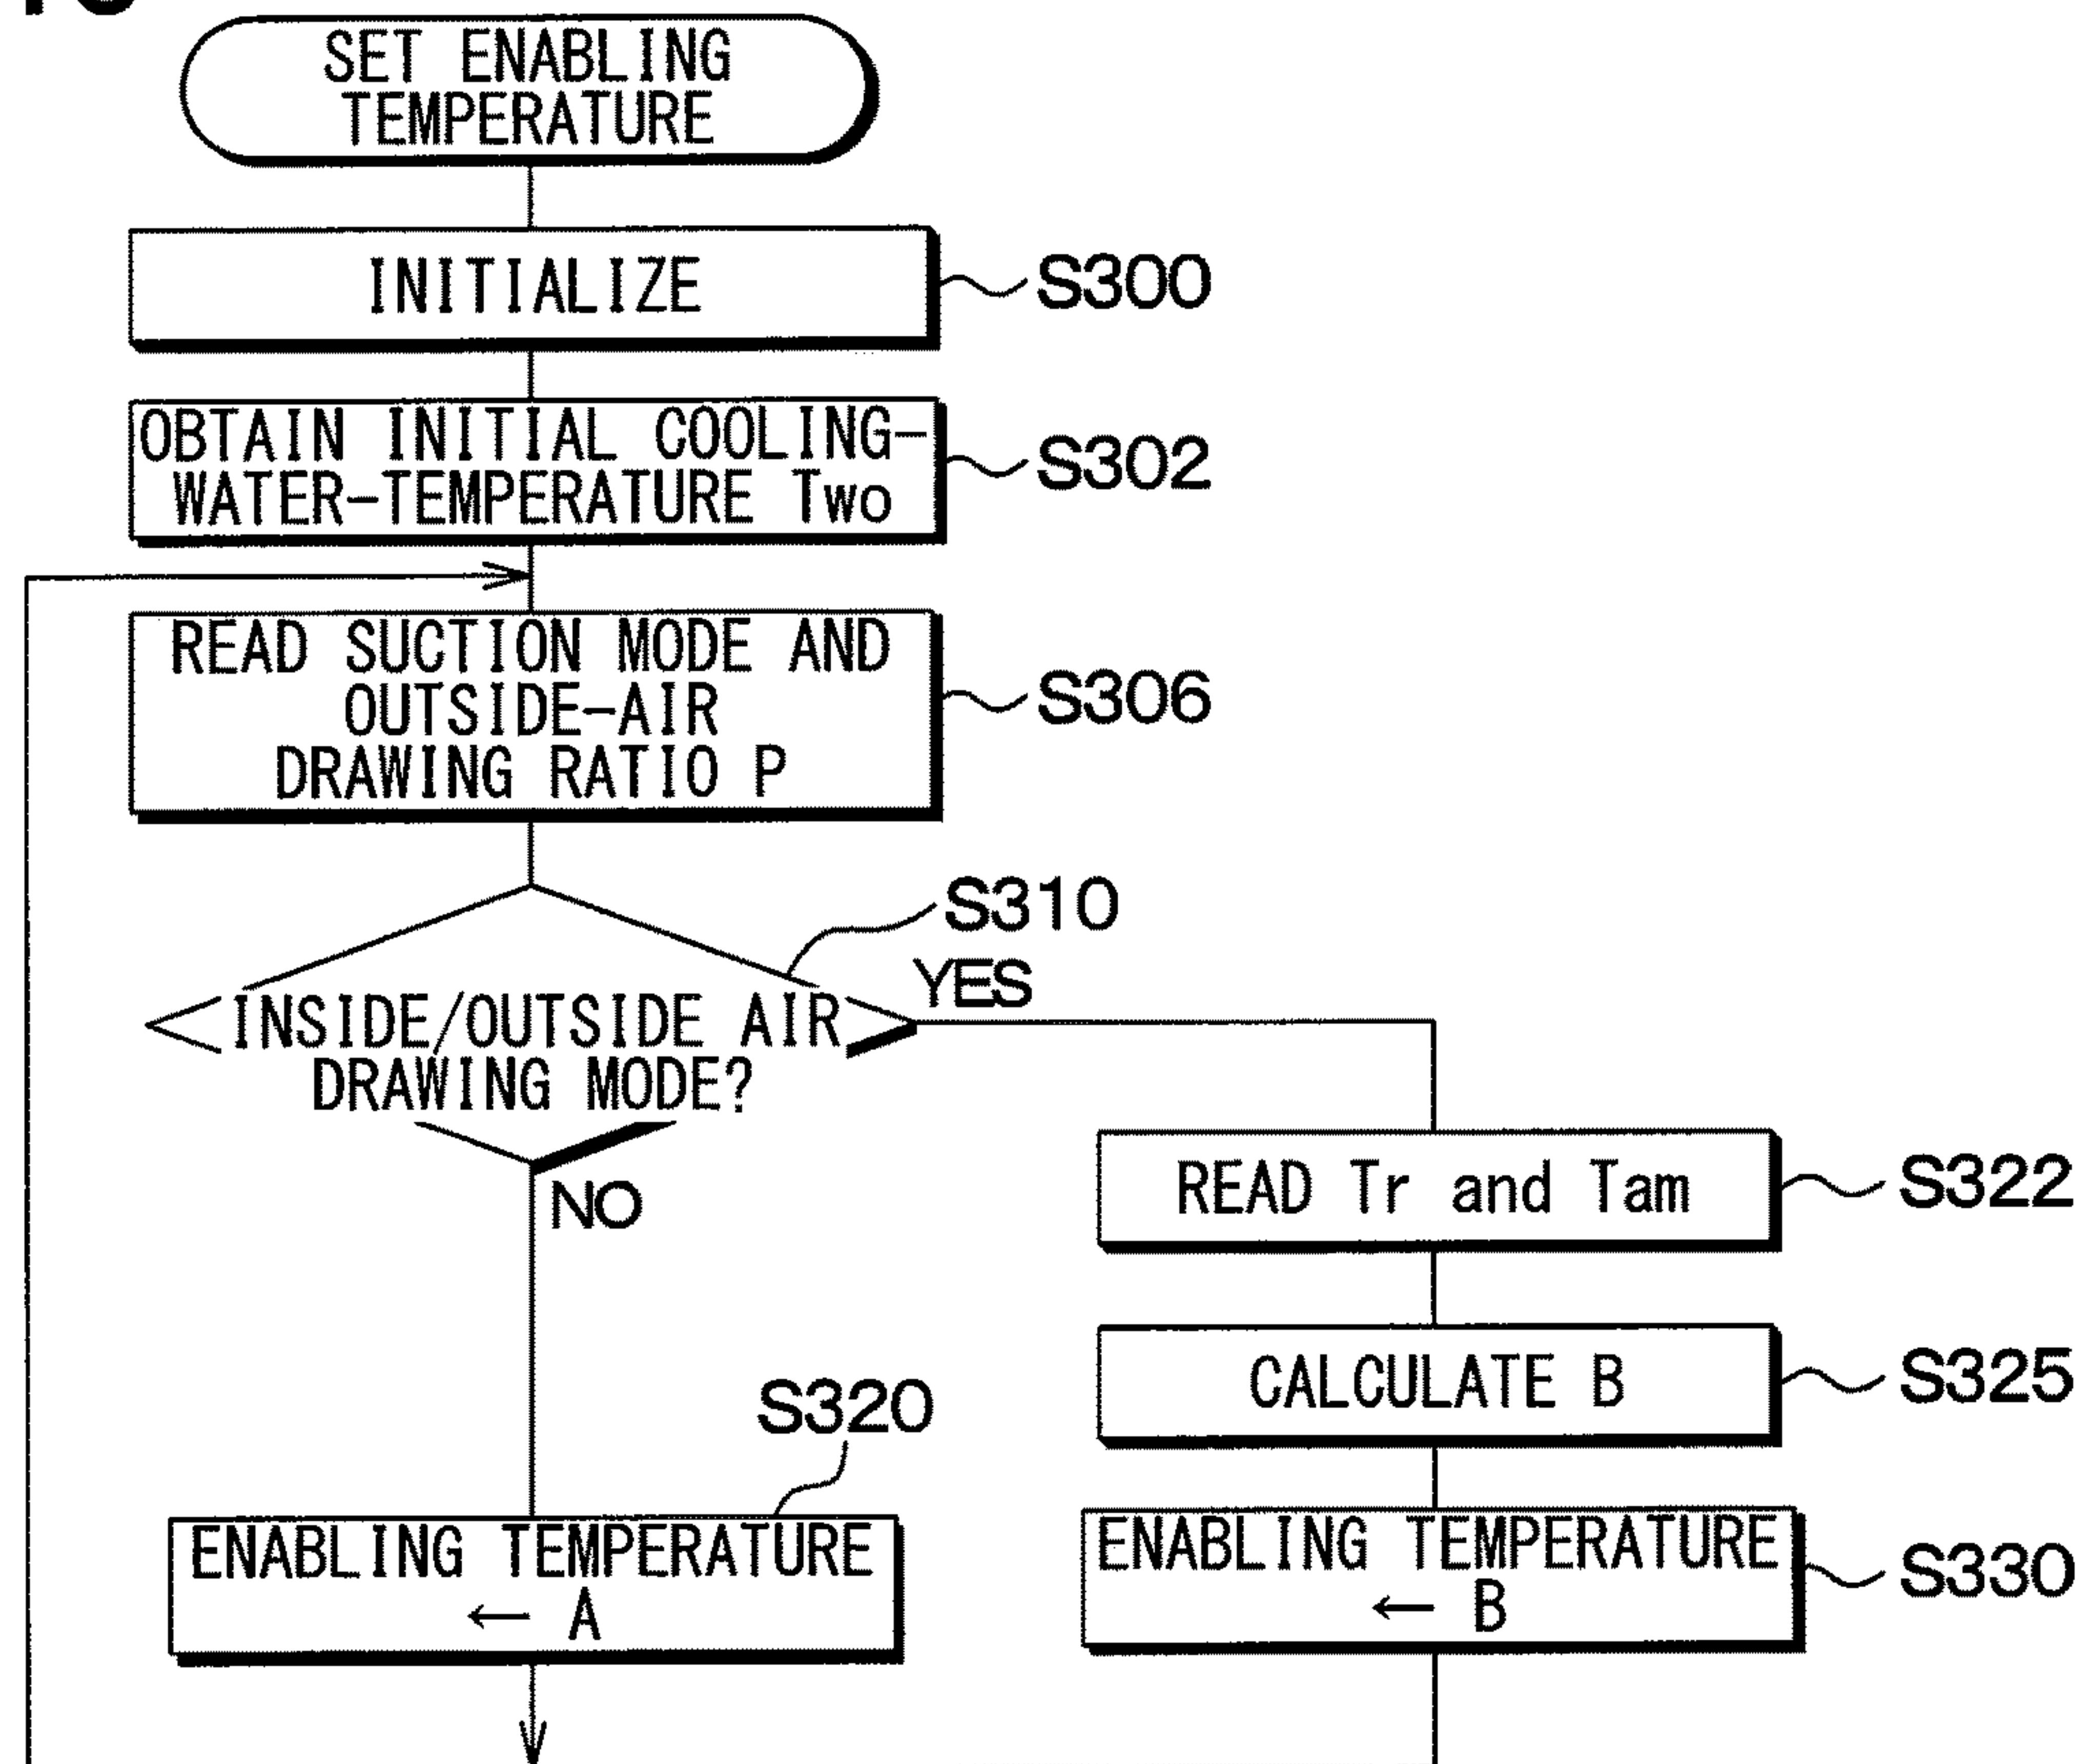 SET ENABLING
TEMPERATURE
INITIALIZE
S300
OBTAIN INITIAL COOLING-
WATER-TEMPERATURE Two
S302
READ SUCTION MODE AND
OUTSIDE-AIR
DRAWING RATIO P
S306
S310
YES
INSIDE/OUTSIDE AIR
DRAWING MODE?
NO
READ Tr and Tam
S322
CALCULATE B
S325
S320
ENABLING TEMPERATURE
← A
ENABLING TEMPERATURE
← B
S330